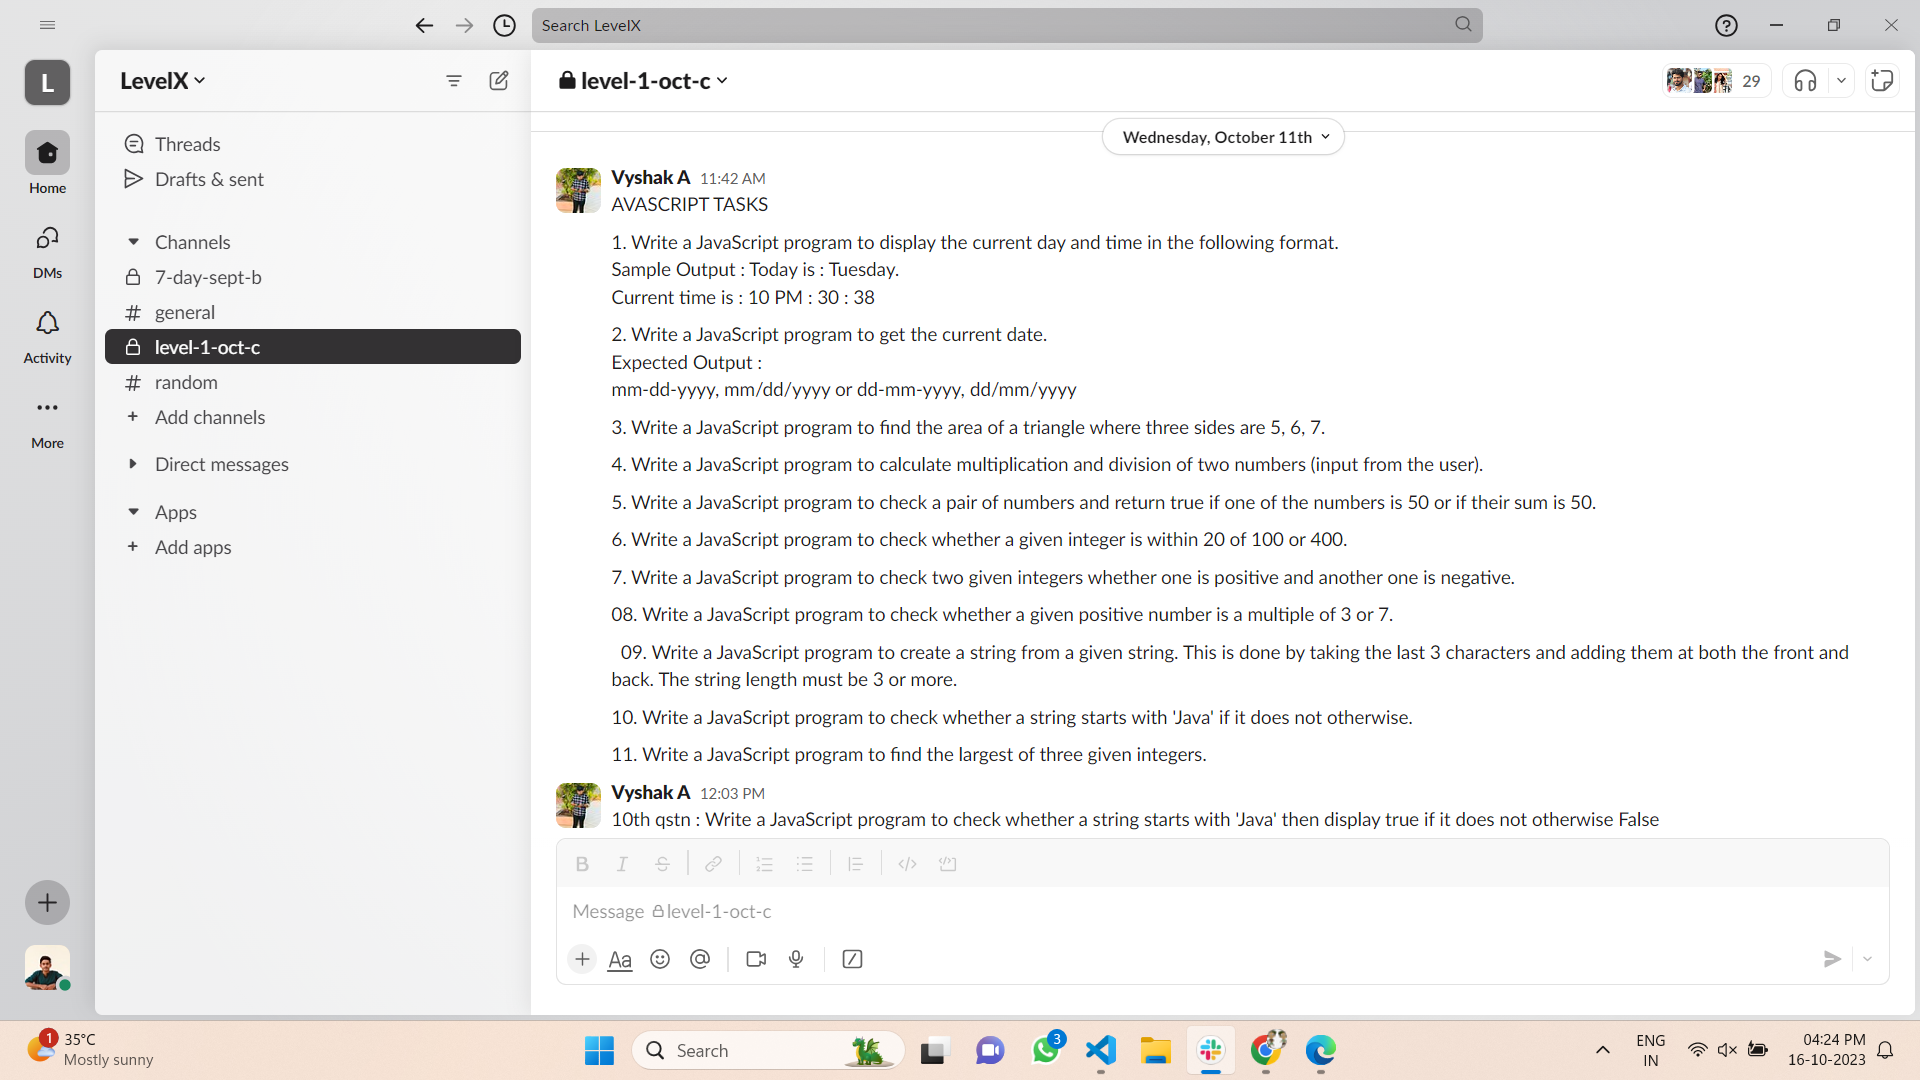 Search LevelX
L
LevelX
level-1-oct-c
29
Home
DMs
Activity
More
Threads
Drafts & sent
Channels
7-day-sept-b
general
level-1-oct-c
random
Add channels
Direct messages
Apps
Add apps
Wednesday, October 11th
Vyshak A 11:42 AM
AVASCRIPT TASKS
1. Write a JavaScript program to display the current day and time in the following format.
Sample Output : Today is : Tuesday.
Current time is : 10 PM : 30 : 38
2. Write a JavaScript program to get the current date.
Expected Output :
mm-dd-yyyy, mm/dd/yyyy or dd-mm-yyyy, dd/mm/yyyy
3. Write a JavaScript program to find the area of a triangle where three sides are 5, 6, 7.
4. Write a JavaScript program to calculate multiplication and division of two numbers (input from the user).
5. Write a JavaScript program to check a pair of numbers and return true if one of the numbers is 50 or if their sum is 50.
6. Write a JavaScript program to check whether a given integer is within 20 of 100 or 400.
7. Write a JavaScript program to check two given integers whether one is positive and another one is negative.
08. Write a JavaScript program to check whether a given positive number is a multiple of 3 or 7.
09. Write a JavaScript program to create a string from a given string. This is done by taking the last 3 characters and adding them at both the front and
back. The string length must be 3 or more.
10. Write a JavaScript program to check whether a string starts with 'Java' if it does not otherwise.
11. Write a JavaScript program to find the largest of three given integers.
Vyshak A 12:03 PM
10th qstn : Write a JavaScript program to check whether a string starts with 'Java' then display true if it does not otherwise False
Message level-1-oct-c
Aa
1
35°C
Mostly sunny
Search
3
ENG
IN
04:24 PM
16-10-2023